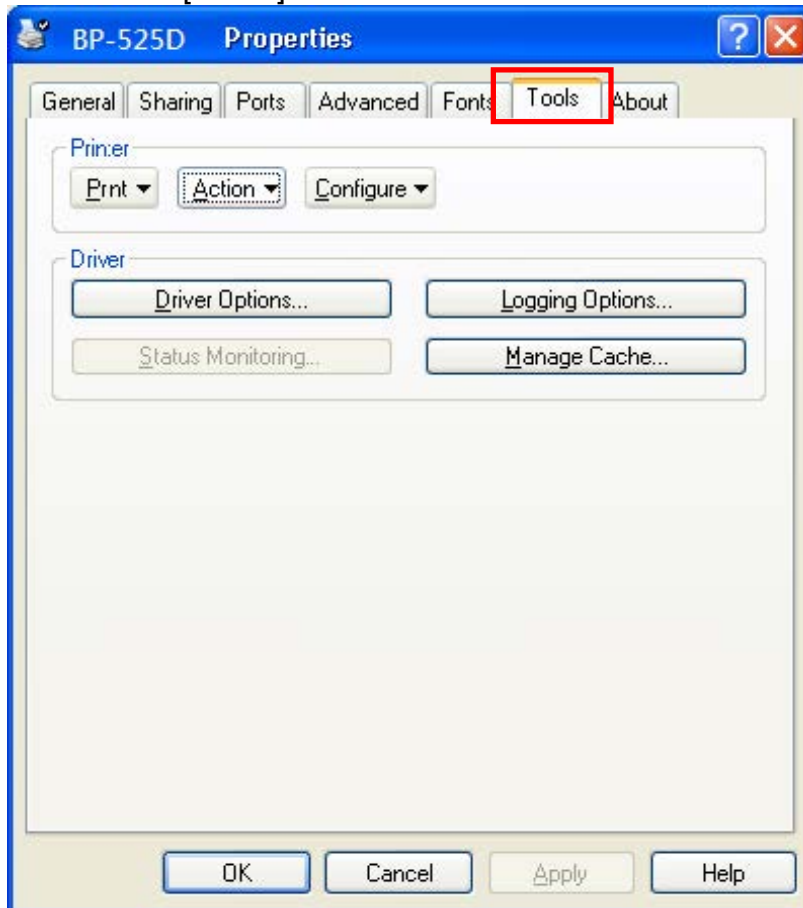 BP-525D Properties
General Sharing Ports Advanced Fonts Tools About
Printer
Prnt Action Configure
Driver
Driver Options... Logging Options...
Status Monitoring... Manage Cache...
OK Cancel Apply Help